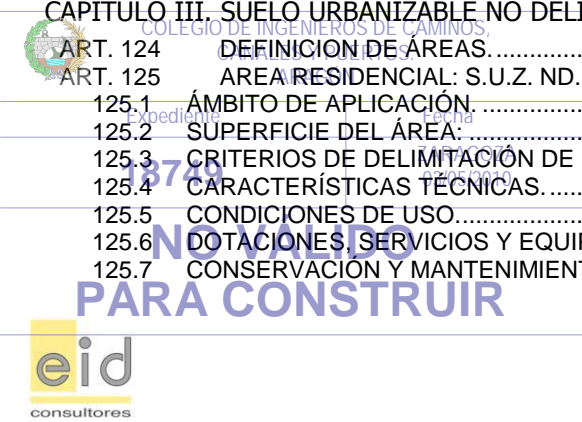 CAPITULO III. SUELO URBANIZABLE NO DELI
COLEGIO DE INGENIEROS DE CAMINOS,
CANALES Y PUERTOS.
ARAGÓN
ART. 124 DEFINICION DE ÁREAS...............
ART. 125 AREA RESIDENCIAL: S.U.Z. ND.
125.1 ÁMBITO DE APLICACIÓN. ................
Expediente Fecha
125.2 SUPERFICIE DEL ÁREA: ..................
125.3 CRITERIOS DE DELIMITACIÓN DE
ZARAGOZA
18749
125.4 CARACTERÍSTICAS TÉCNICAS. .....
125.5 CONDICIONES DE USO...................
125.6 DOTACIONES, SERVICIOS Y EQUI
NO VÁLIDO
125.7 CONSERVACIÓN Y MANTENIMIEN
PARA CONSTRUIR
eid
consultores